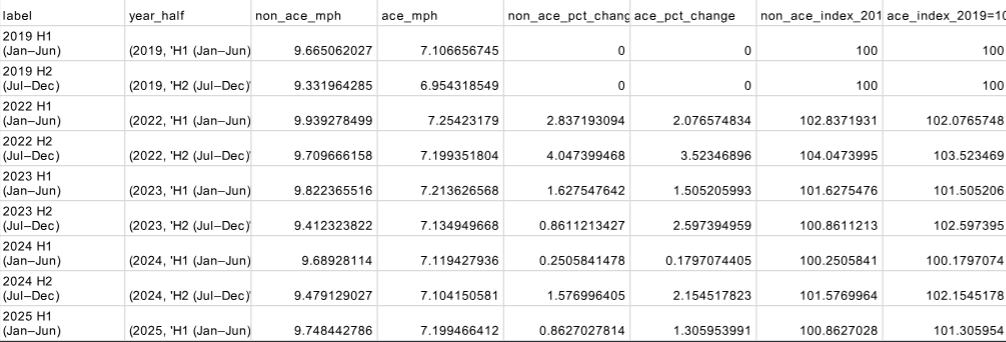 label year_half non_ace_mph ace_mph non_ace_pct_chang ace_pct_change non_ace_index_201 ace_index_2019=10
2019 H1
(Jan–Jun) (2019, 'H1 (Jan–Jun) 9.665062027 7.106656745 0 0 100 100
2019 H2
(Jul–Dec) (2019, 'H2 (Jul–Dec)' 9.331964285 6.954318549 0 0 100 100
2022 H1
(Jan–Jun) (2022, 'H1 (Jan–Jun) 9.939278499 7.25423179 2.837193094 2.076574834 102.8371931 102.0765748
2022 H2
(Jul–Dec) (2022, 'H2 (Jul–Dec)' 9.709666158 7.199351804 4.047399468 3.52346896 104.0473995 103.523469
2023 H1
(Jan–Jun) (2023, 'H1 (Jan–Jun) 9.822365516 7.213626568 1.627547642 1.505205993 101.6275476 101.505206
2023 H2
(Jul–Dec) (2023, 'H2 (Jul–Dec)' 9.412323822 7.134949668 0.8611213427 2.597394959 100.8611213 102.597395
2024 H1
(Jan–Jun) (2024, 'H1 (Jan–Jun) 9.68928114 7.119427936 0.2505841478 0.1797074405 100.2505841 100.1797074
2024 H2
(Jul–Dec) (2024, 'H2 (Jul–Dec)' 9.479129027 7.104150581 1.576996405 2.154517823 101.5769964 102.1545178
2025 H1
(Jan–Jun) (2025, 'H1 (Jan–Jun) 9.748442786 7.199466412 0.8627027814 1.305953991 100.8627028 101.305954